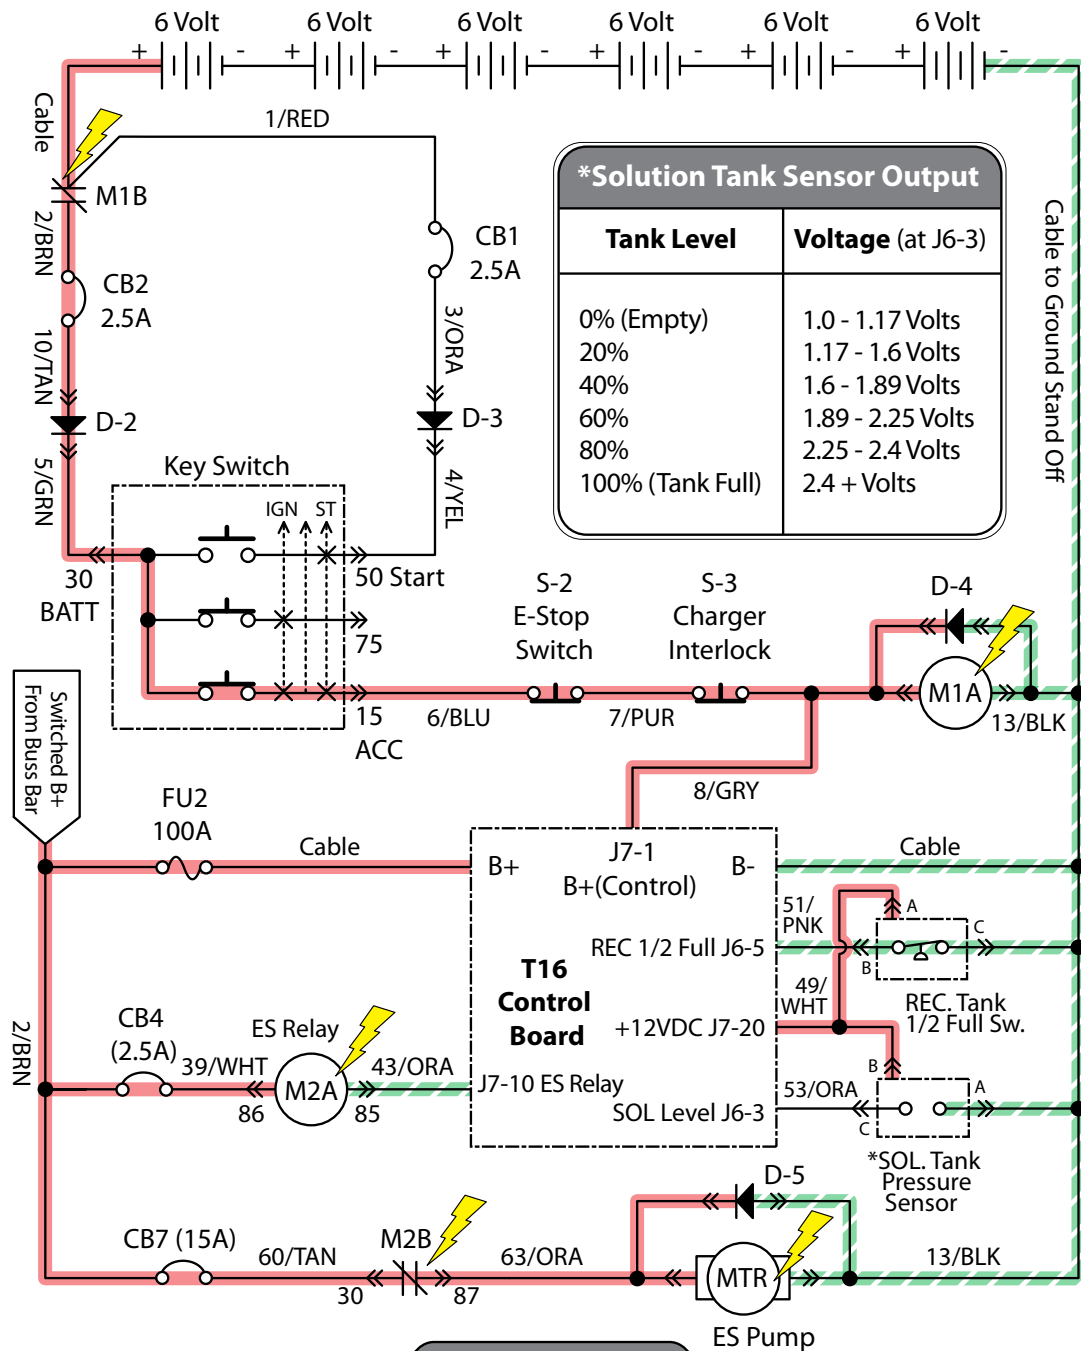 6 Volt 6 Volt 6 Volt 6 Volt 6 Volt 6 Volt
+ - + - + - + - + - + -
Cable
1/RED
M1B
2/BRN
CB2
2.5A
CB1
2.5A
10/TAN
3/ORA
D-2
D-3
5/GRN
4/YEL
*Solution Tank Sensor Output
Tank Level Voltage (at J6-3)
0% (Empty) 1.0 - 1.17 Volts
20% 1.17 - 1.6 Volts
40% 1.6 - 1.89 Volts
60% 1.89 - 2.25 Volts
80% 2.25 - 2.4 Volts
100% (Tank Full) 2.4 + Volts
Cable to Ground Stand Off
Key Switch
IGN ST
30
BATT
50 Start
75
15
ACC
6/BLU
S-2
E-Stop
Switch
7/PUR
S-3
Charger
Interlock
D-4
M1A
13/BLK
8/GRY
Switched B+
From Buss Bar
FU2
100A
Cable
B+
J7-1
B+(Control)
B-
Cable
51/
PNK
A
C
B
REC 1/2 Full J6-5
T16
Control
Board
49/
WHT
REC. Tank
1/2 Full Sw.
+12VDC J7-20
2/BRN
CB4
(2.5A)
ES Relay
39/WHT
M2A
43/ORA
86
85
J7-10 ES Relay
SOL Level J6-3
53/ORA
B
A
C
*SOL. Tank
Pressure
Sensor
D-5
CB7 (15A)
60/TAN
M2B
63/ORA
30
87
MTR
13/BLK
ES Pump